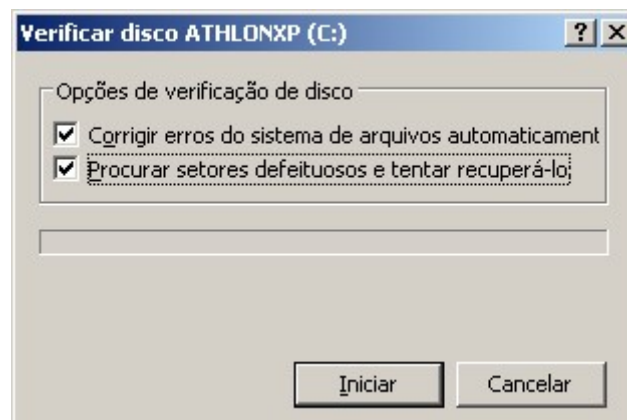 Verificar disco ATHLONXP (C:)
Opções de verificação de disco
Corrigir erros do sistema de arquivos automaticament
Procurar setores defeituosos e tentar recuperá-lo
Iniciar
Cancelar